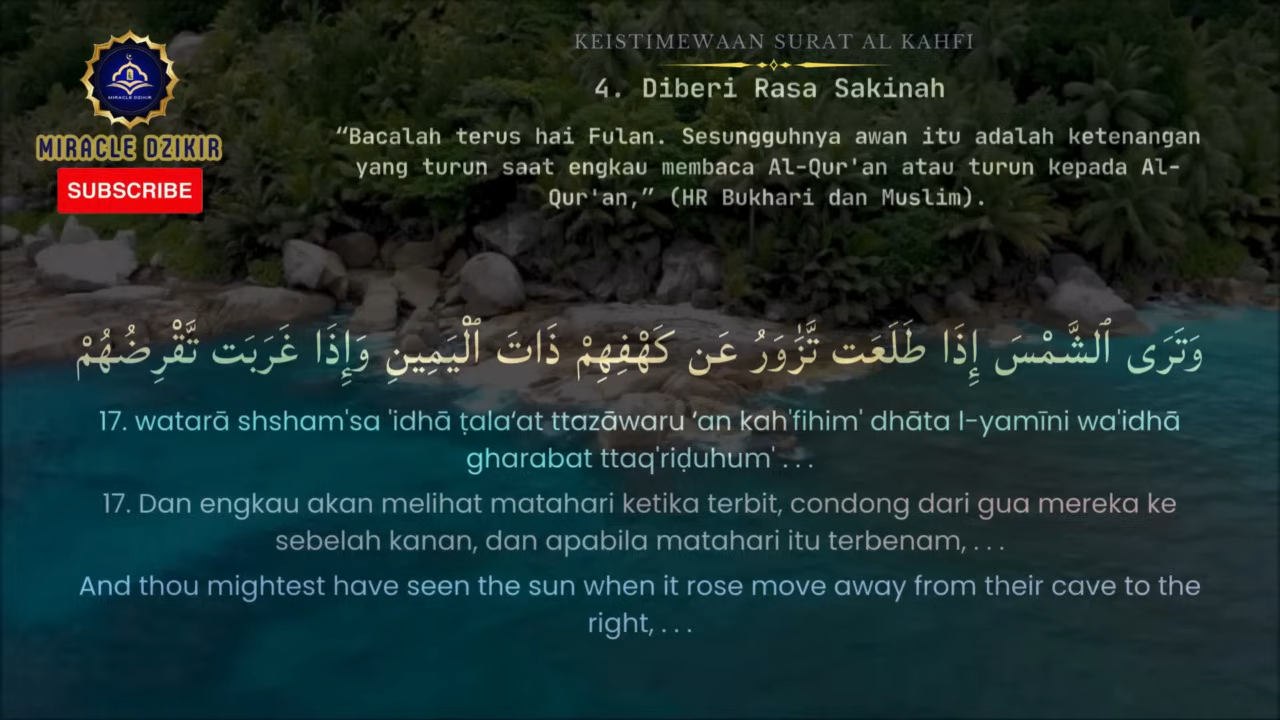 MIRACLE DZIKIR
MIRACLE DZIKIR
SUBSCRIBE
KEISTIMEWAAN SURAT AL KAHFI
4. Diberi Rasa Sakinah
“Bacalah terus hai Fulan. Sesungguhnya awan itu adalah ketenangan
yang turun saat engkau membaca Al-Qur'an atau turun kepada Al-
Qur'an,” (HR Bukhari dan Muslim).
وَتَرَى ٱلشَّمْسَ إِذَا طَلَعَت تَّزَٰوَرُ عَن كَهْفِهِمْ ذَاتَ ٱلْيَمِينِ وَإِذَا غَرَبَت تَّقْرِضُهُمْ
17. watarā shsham'sa 'idhā ṭala‘at ttazāwaru ‘an kah'fihim' dhāta l-yamīni wa'idhā
gharabat ttaq'riḍuhum' . . .
17. Dan engkau akan melihat matahari ketika terbit, condong dari gua mereka ke
sebelah kanan, dan apabila matahari itu terbenam, . . .
And thou mightest have seen the sun when it rose move away from their cave to the
right, . . .